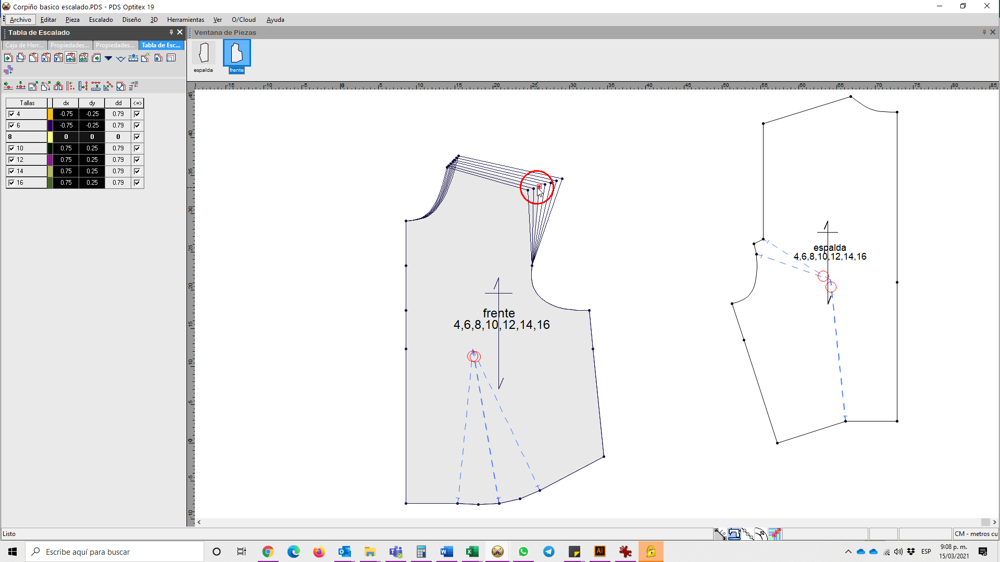 Corpiño basico escalado.PDS - PDS Optitex 19
Archivo Editar Pieza Escalado Diseño 3D Herramientas Ver O/Cloud Ayuda
Tabla de Escalado
Ventana de Piezas
Caja de Herr... Propiedades... Propiedades... Tabla de Esc...
espalda frente
Tallas dx dy dd <=>
4 -0.75 -0.25 0.79
6 -0.75 -0.25 0.79
8 0 0 0
10 0.75 0.25 0.79
12 0.75 0.25 0.79
14 0.75 0.25 0.79
16 0.75 0.25 0.79
-15 -10 -5 0 5 10 15 20 25 30 35 40 45 50 55 60 65 70 75 80 85
45
40
35
30
25
20
15
10
5
0
-5
-10
frente
4,6,8,10,12,14,16
espalda
4,6,8,10,12,14,16
Listo
CM - metros cu
Escribe aquí para buscar
ESP
9:08 p. m.
15/03/2021